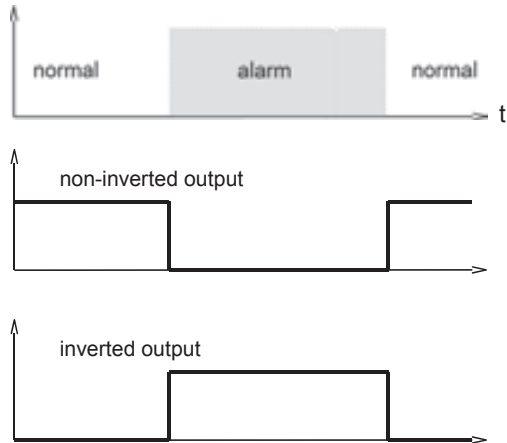 normal alarm normal
t
non-inverted output
inverted output